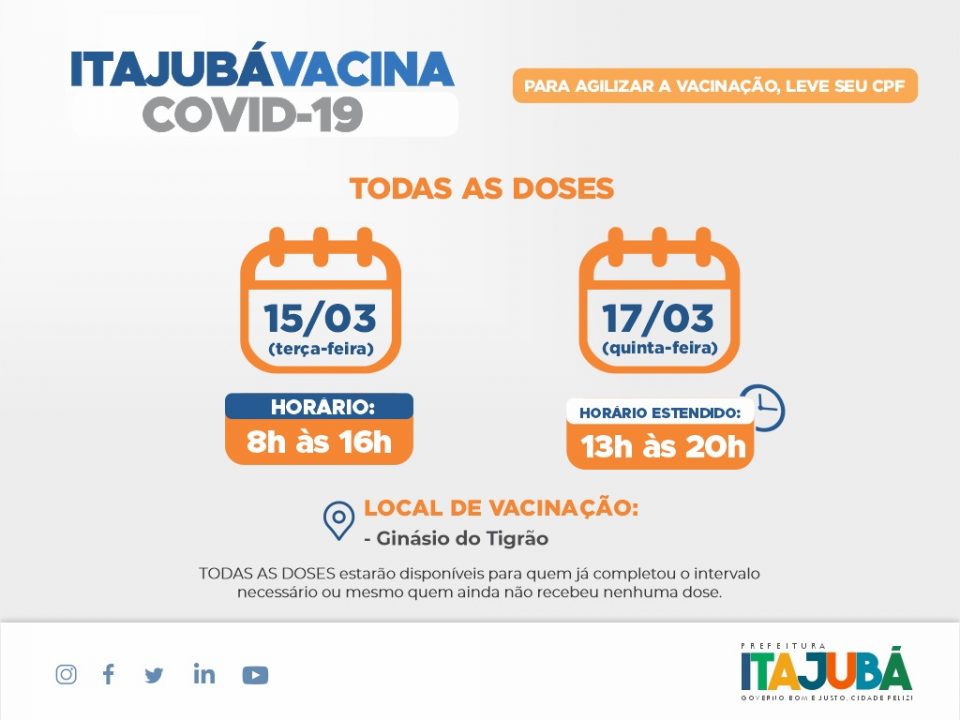 ITAJUBÁVACINA
COVID-19
PARA AGILIZAR A VACINAÇÃO, LEVE SEU CPF
TODAS AS DOSES
15/03
(terça-feira)
17/03
(quinta-feira)
HORÁRIO:
8h às 16h
HORÁRIO ESTENDIDO:
13h às 20h
LOCAL DE VACINAÇÃO:
- Ginásio do Tigrão
TODAS AS DOSES estarão disponíveis para quem já completou o intervalo
necessário ou mesmo quem ainda não recebeu nenhuma dose.
PREFEITURA
ITAJUBÁ
GOVERNO BOM E JUSTO, CIDADE FELIZ!